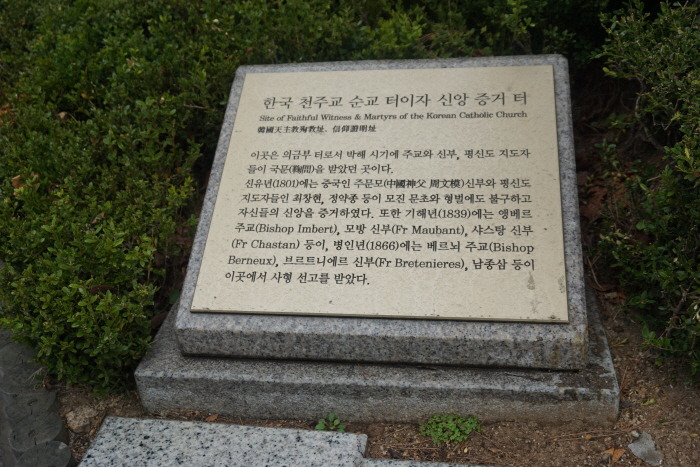 한국 천주교 순교 터이자 신앙 증거 터
Site of Faithful Witness & Martyrs of the Korean Catholic Church
韓國天主教殉教址, 信仰證明址
이곳은 의금부 터로서 박해 시기에 주교와 신부, 평신도 지도자
들이 국문(鞠問)을 받았던 곳이다.
신유년(1801)에는 중국인 주문모(中國神父 周文模)신부와 평신도
지도자들인 최창현, 정약종 등이 모진 문초와 형벌에도 불구하고
자신들의 신앙을 증거하였다. 또한 기해년(1839)에는 앵베르
주교(Bishop Imbert), 모방 신부(Fr Maubant), 샤스탕 신부
(Fr Chastan) 등이, 병인년(1866)에는 베르뇌 주교(Bishop
Berneux), 브르트니에르 신부(Fr Bretenieres), 남종삼 등이
이곳에서 사형 선고를 받았다.